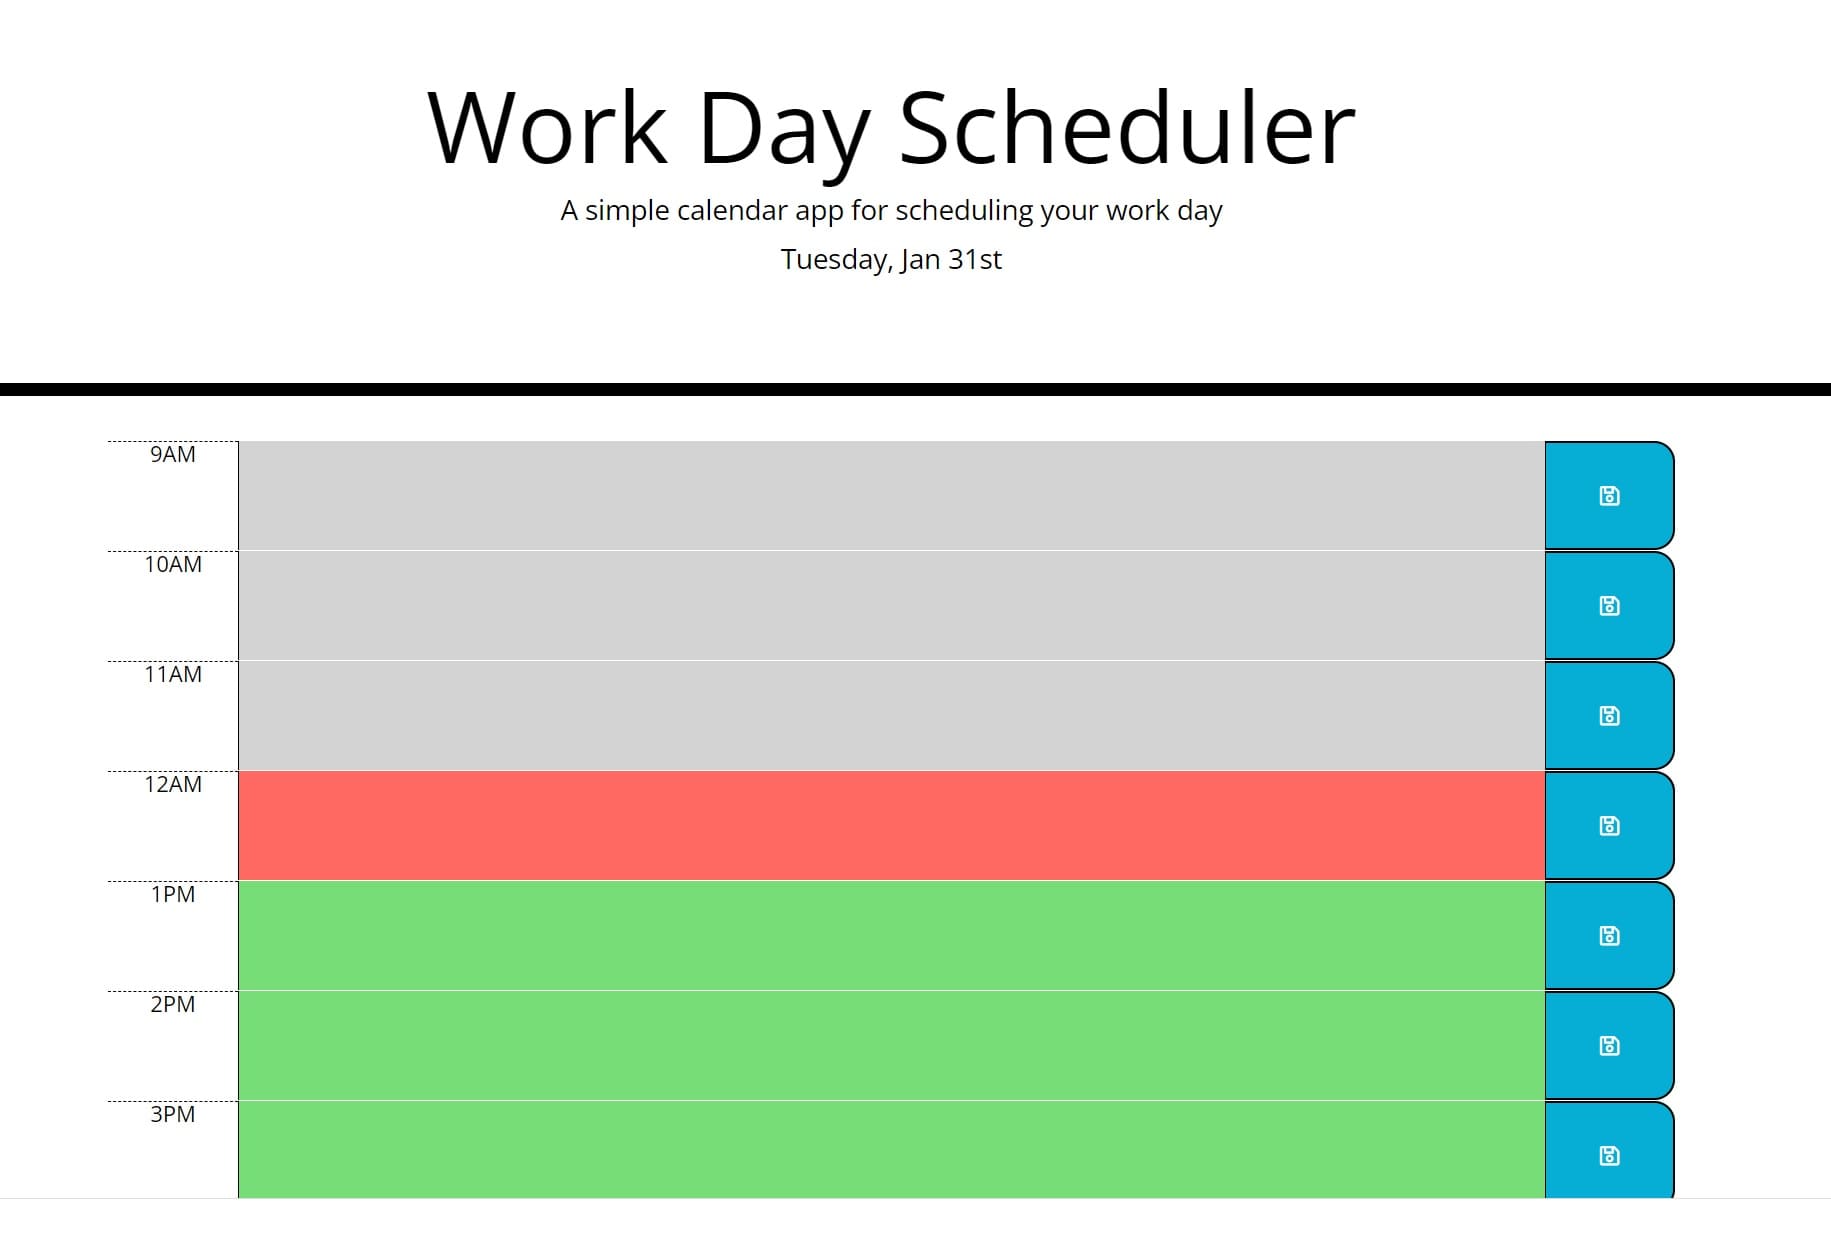 Work Day Scheduler
A simple calendar app for scheduling your work day
Tuesday, Jan 31st
9AM
10AM
11AM
12AM
1PM
2PM
3PM